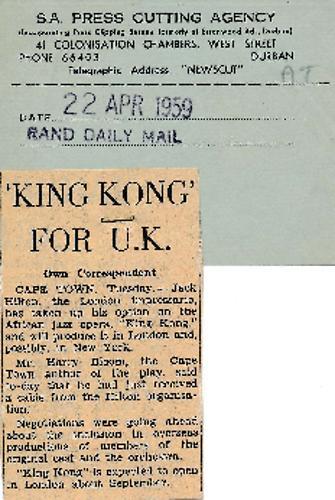 S.A. PRESS CUTTING AGENCY
41 COLONISATION CHAMBERS, WEST STREET
PHONE 66403 DURBAN
Telegraphic Address "NEWSCUT"
A.T.
DATE 22 APR 1959
RAND DAILY MAIL
'KING KONG'
FOR U.K.
Own Correspondent
CAPE TOWN, Tuesday.—Jack
Hilton, the London impresario,
has taken up his option on the
African jazz opera, "King Kong,"
and will produce it in London and,
possibly, in New York.
Mr. Harry Bloom, the Cape
Town author of the play, said
to-day that he had just received
a cable from the Hilton organisa-
tion.
Negotiations were going ahead
about the inclusion in overseas
productions of members of the
original cast and the orchestra.
"King Kong" is expected to open
in London about September.